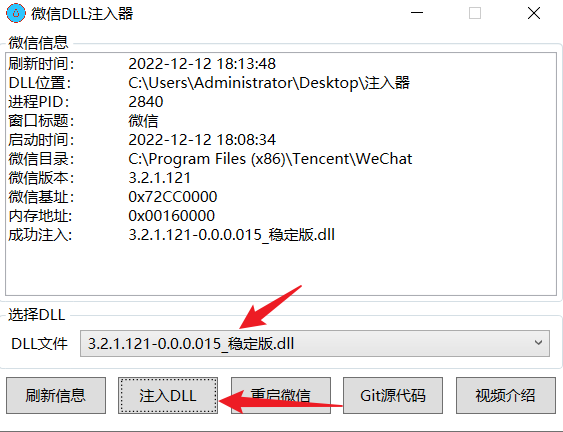 微信DLL注入器
微信信息
刷新时间： 2022-12-12 18:13:48
DLL位置： C:\Users\Administrator\Desktop\注入器
进程PID： 2840
窗口标题： 微信
启动时间： 2022-12-12 18:08:34
微信目录： C:\Program Files (x86)\Tencent\WeChat
微信版本： 3.2.1.121
微信基址： 0x72CC0000
内存地址: 0x00160000
成功注入: 3.2.1.121-0.0.0.015_稳定版.dll
选择DLL
DLL文件 3.2.1.121-0.0.0.015_稳定版.dll
刷新信息 注入DLL 重启微信 Git源代码 视频介绍